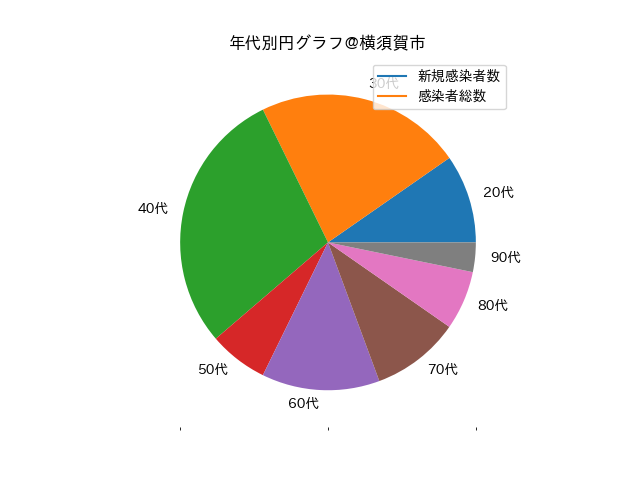 年代別円グラフ@横須賀市
新規感染者数
感染者総数
30代
20代
40代
90代
80代
50代
70代
60代